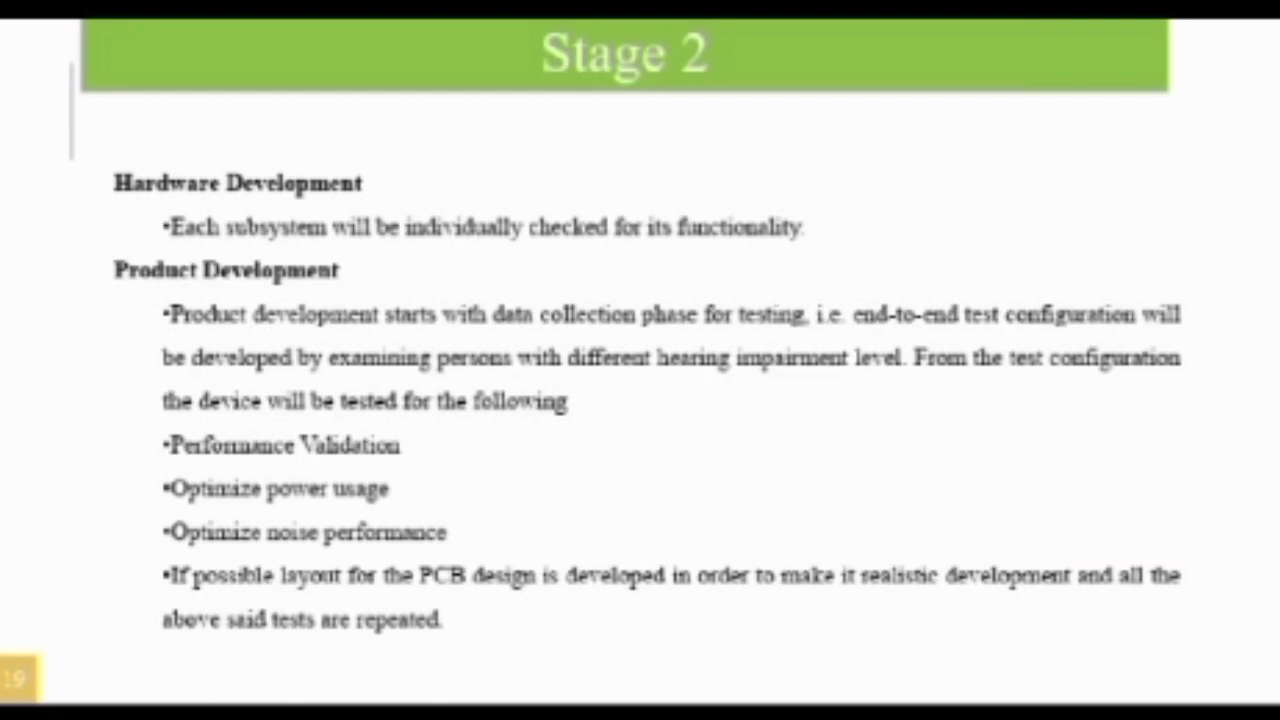 Stage 2
Hardware Development
•Each subsystem will be individually checked for its functionality.
Product Development
•Product development starts with data collection phase for testing, i.e. end-to-end test configuration will
be developed by examining persons with different hearing impairment level. From the test configuration
the device will be tested for the following
•Performance Validation
•Optimize power usage
•Optimize noise performance
•If possible layout for the PCB design is developed in order to make it realistic development and all the
above said tests are repeated.
19